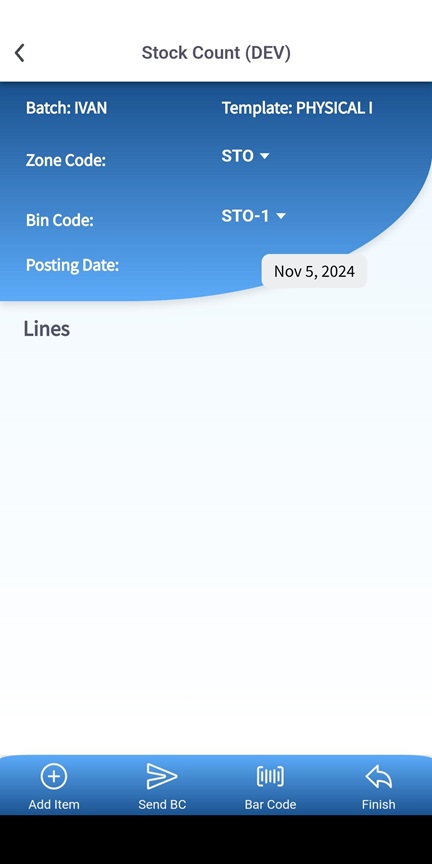 Stock Count (DEV)
Batch: IVAN
Template: PHYSICAL I
Zone Code:
STO
Bin Code:
STO-1
Posting Date:
Nov 5, 2024
Lines
Add Item
Send BC
Bar Code
Finish